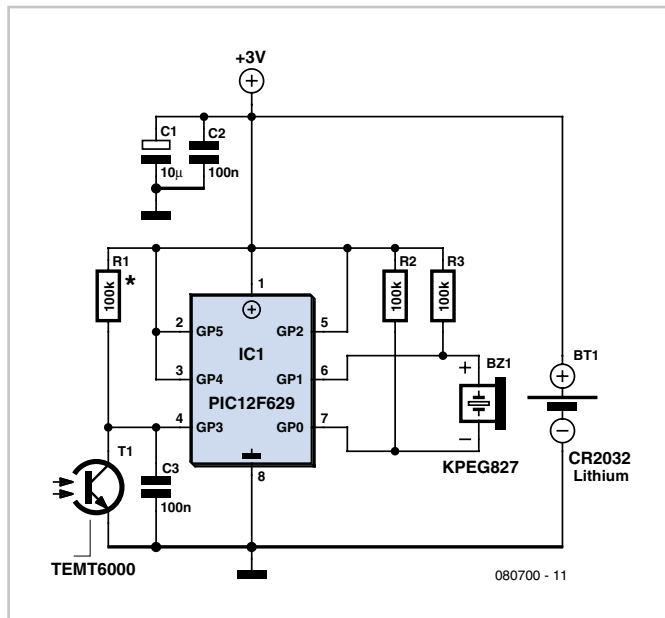 +3V
C1
C2
10μ
100n
R1
*
R2
R3
100k
100k
100k
1
2
GP5
GP2
5
IC1
3
GP4
GP1
6
PIC12F629
4
GP3
GP0
7
8
BZ1
+
–
KPEG827
BT1
+
–
CR2032
Lithium
T1
C3
100n
TEMT6000
080700 - 11